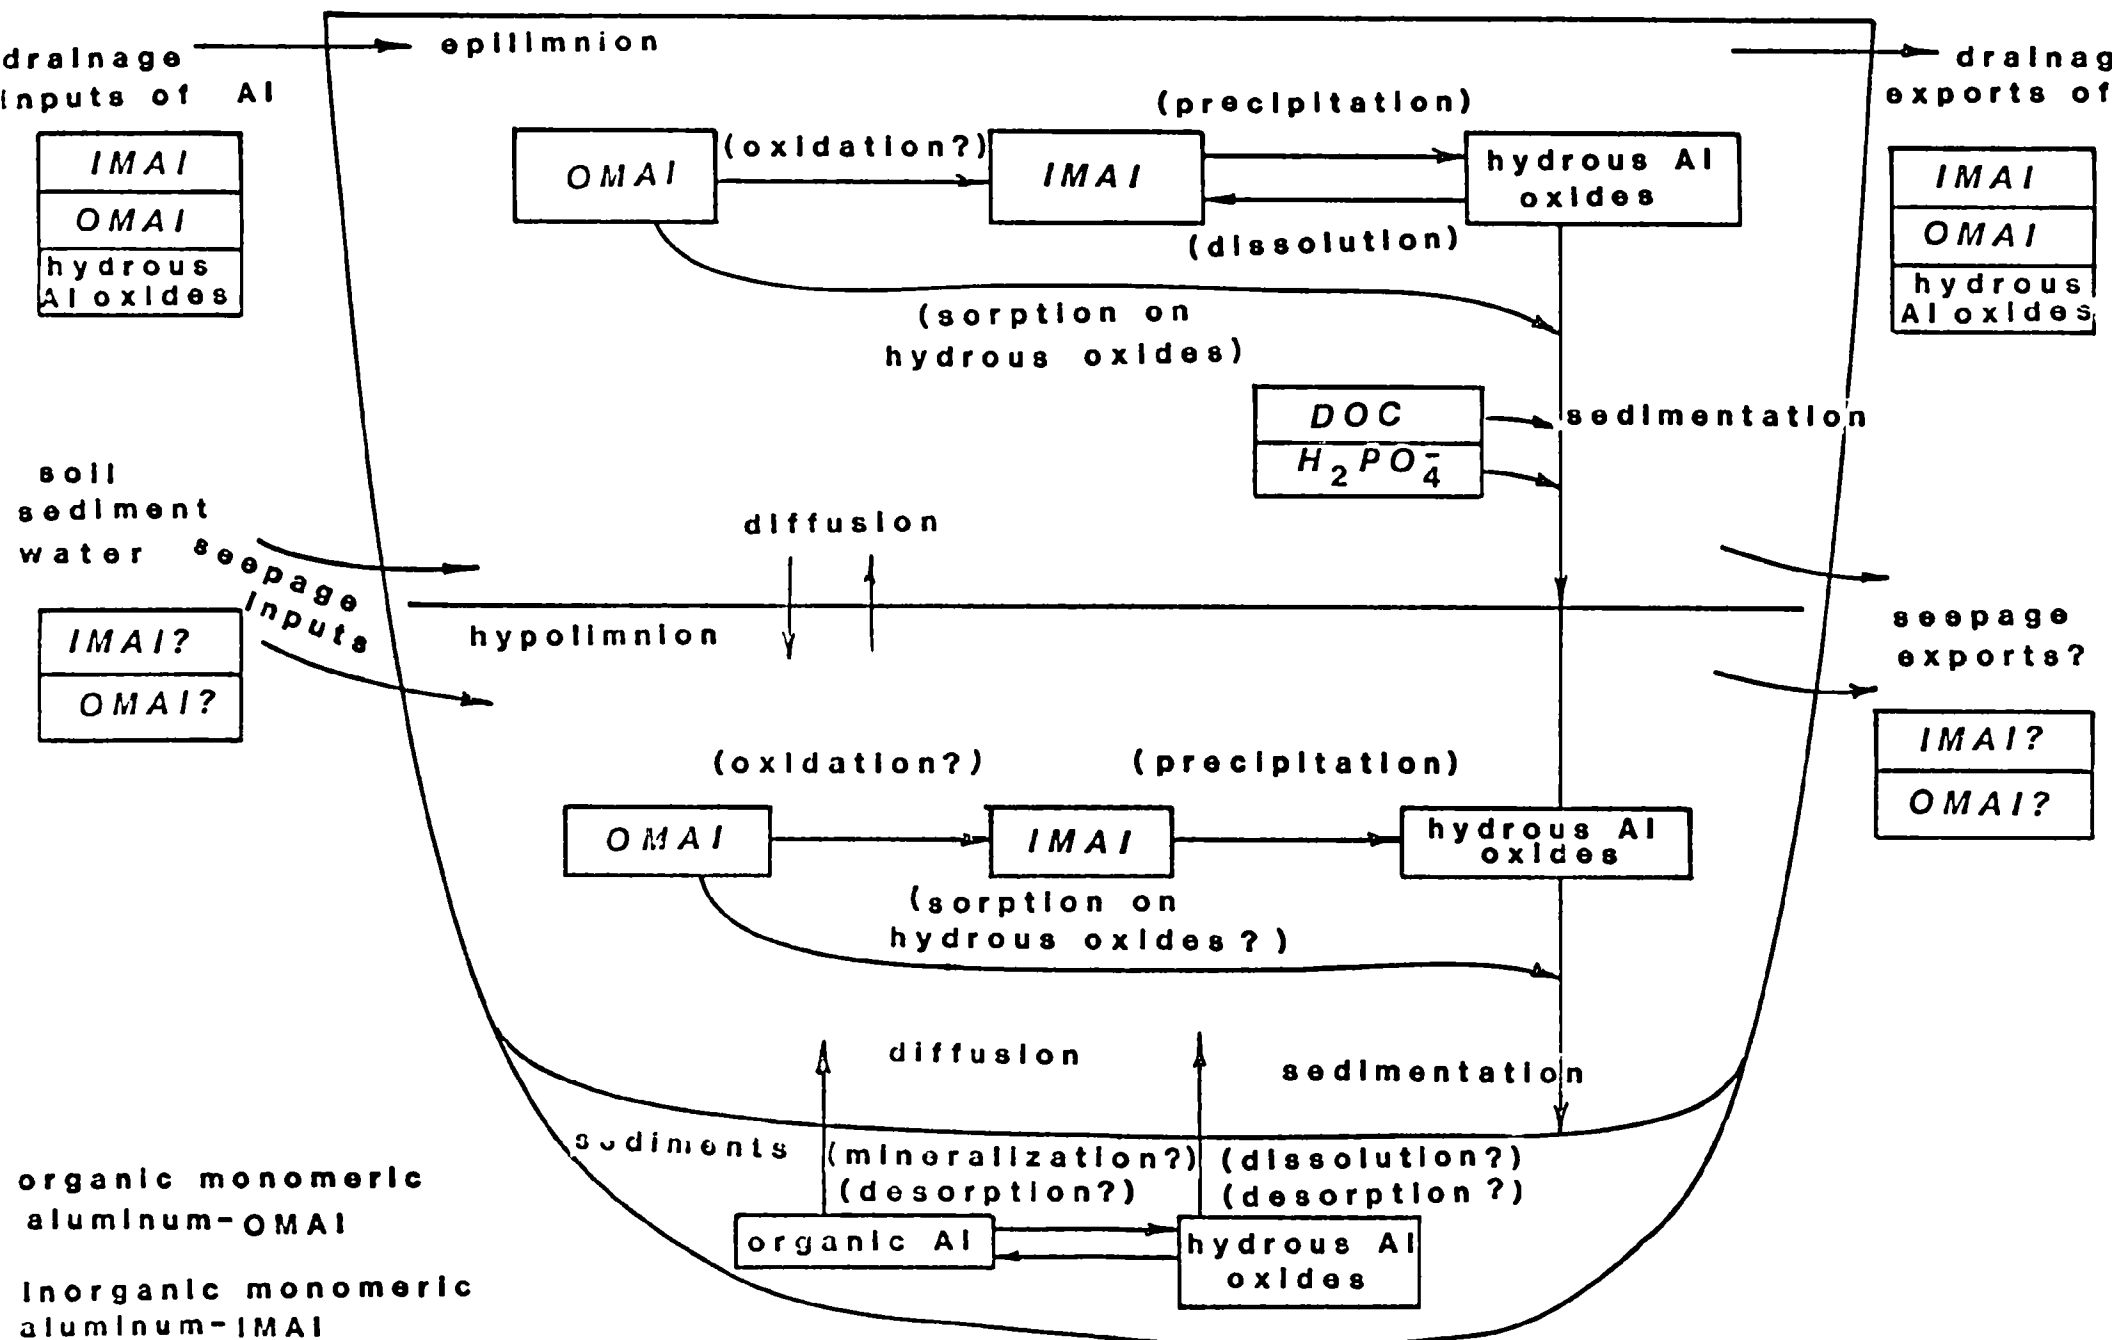 epilimnion
drainage
inputs of Al
IMAl
OMAl
hydrous
Al oxides
drainag
exports of
IMAl
OMAl
hydrous
Al oxides
(precipitation)
(oxidation?)
OMAl
IMAl
hydrous Al
oxides
(dissolution)
(sorption on
hydrous oxides)
DOC
H₂PO₄⁻
sedimentation
soil
sediment
water
seepage
inputs
IMAl?
OMAl?
diffusion
hypolimnion
seepage
exports?
IMAl?
OMAl?
(oxidation?)
(precipitation)
OMAl
IMAl
hydrous Al
oxides
(sorption on
hydrous oxides?)
diffusion
sedimentation
sediments
(mineralization?)
(desorption?)
(dissolution?)
(desorption?)
organic Al
hydrous Al
oxides
organic monomeric
aluminum-OMAl
inorganic monomeric
aluminum-IMAl